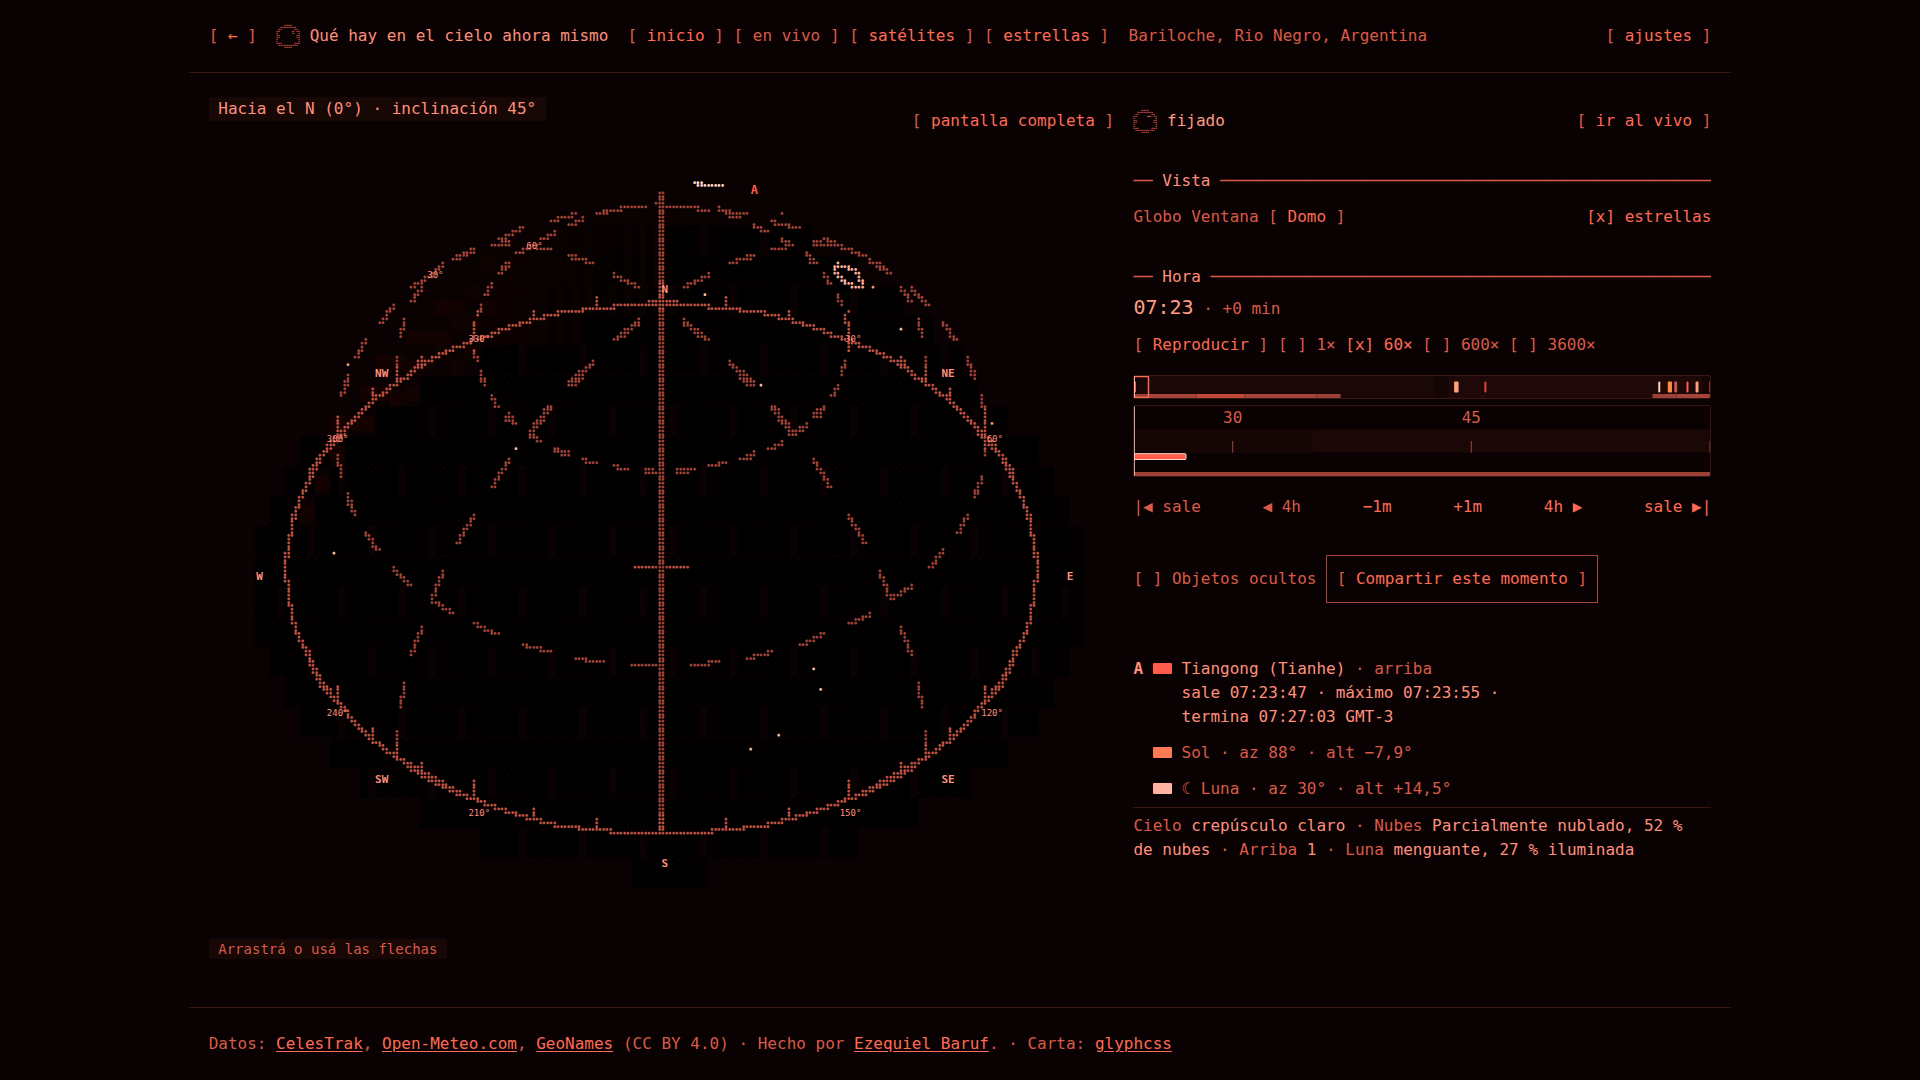 [ ← ] Qué hay en el cielo ahora mismo [ inicio ] [ en vivo ] [ satélites ] [ estrellas ] Bariloche, Rio Negro, Argentina [ ajustes ]
Hacia el N (0°) · inclinación 45°
[ pantalla completa ]
A
60°
30°
N
330°
30°
NW
NE
300°
60°
W
E
240°
120°
SW
SE
210°
150°
S
Arrastrá o usá las flechas
fijado [ ir al vivo ]
Vista
Globo Ventana [ Domo ] [x] estrellas
Hora
07:23 · +0 min
[ Reproducir ] [ ] 1× [x] 60× [ ] 600× [ ] 3600×
30 45
|◀ sale ◀ 4h −1m +1m 4h ▶ sale ▶|
[ ] Objetos ocultos [ Compartir este momento ]
A Tiangong (Tianhe) · arriba
sale 07:23:47 · máximo 07:23:55 ·
termina 07:27:03 GMT-3
Sol · az 88° · alt −7,9°
☾ Luna · az 30° · alt +14,5°
Cielo crepúsculo claro · Nubes Parcialmente nublado, 52 %
de nubes · Arriba 1 · Luna menguante, 27 % iluminada
Datos: CelesTrak, Open-Meteo.com, GeoNames (CC BY 4.0) · Hecho por Ezequiel Baruf. · Carta: glyphcss